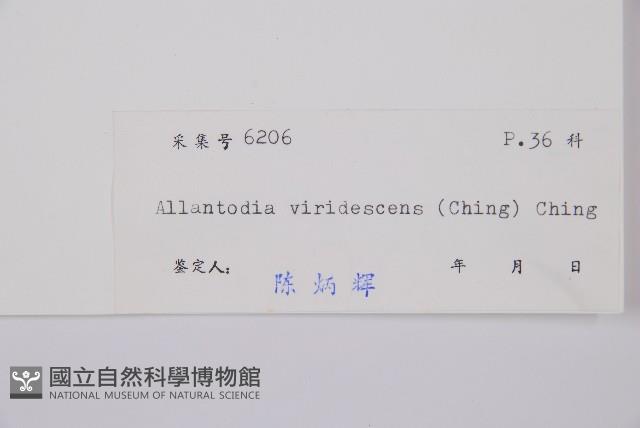 采集号 6206 P.36 科
Allantodia viridescens (Ching) Ching
鉴定人: 陈炳辉 年 月 日
國立自然科學博物館
NATIONAL MUSEUM OF NATURAL SCIENCE